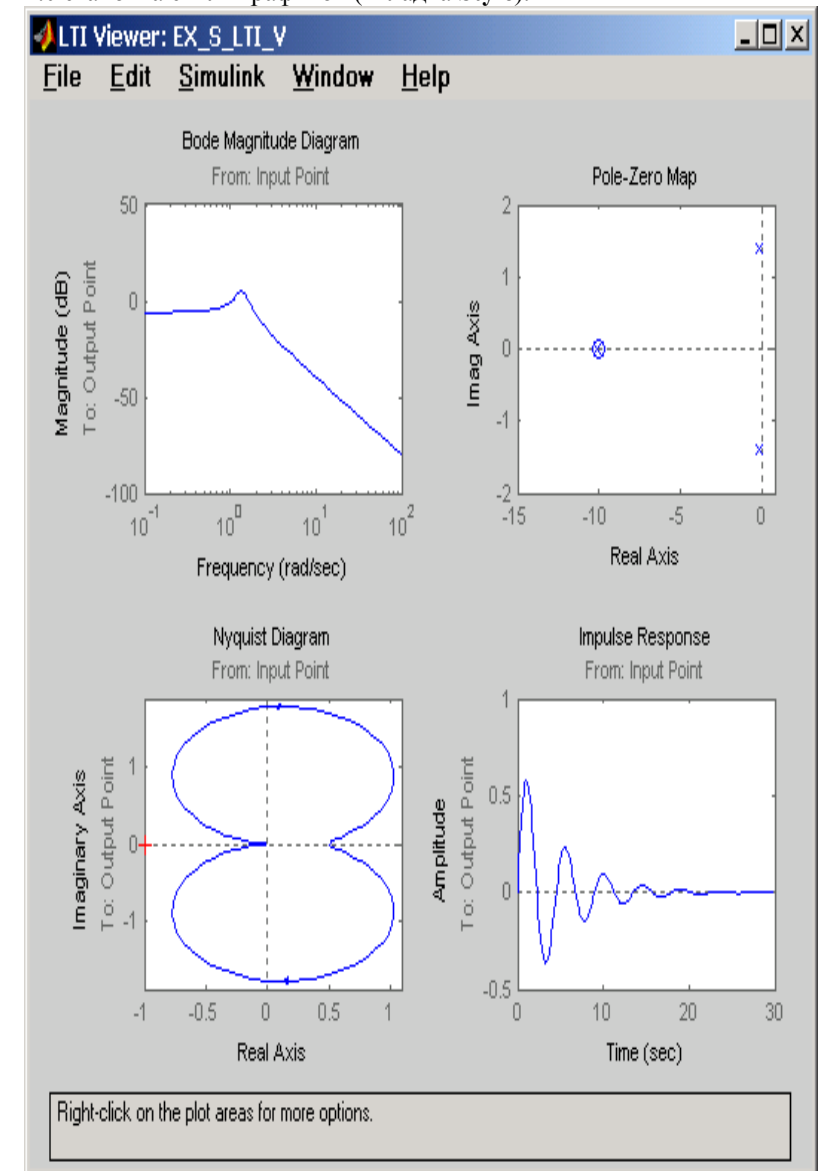 LTI Viewer: EX_S_LTI_V
File Edit Simulink Window Help
Bode Magnitude Diagram
From: Input Point
Magnitude (dB)
To: Output Point
50
0
-50
-100
10^-1 10^0 10^1 10^2
Frequency (rad/sec)
Pole-Zero Map
Imag Axis
2
1
0
-1
-2
-15 -10 -5 0
Real Axis
Nyquist Diagram
From: Input Point
Imaginary Axis
To: Output Point
1
0
-1
-1 -0.5 0 0.5 1
Real Axis
Impulse Response
From: Input Point
Amplitude
To: Output Point
1
0.5
0
-0.5
0 10 20 30
Time (sec)
Right-click on the plot areas for more options.